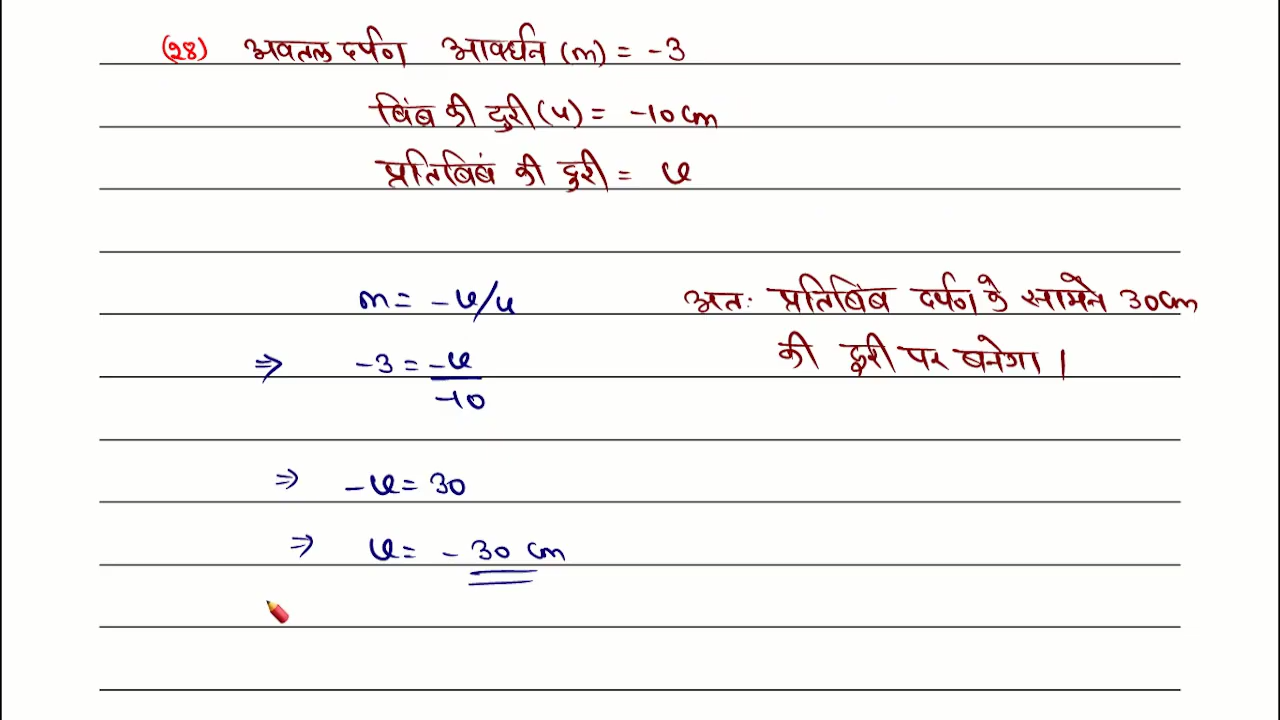 (28) अवतल दर्पण आवर्धन (m) = -3
बिंब की दुरी (u) = -10 cm
प्रतिबिंब की दुरी = v
m = -v/u
⇒ -3 = -v/-10
⇒ -v = 30
⇒ v = - 30 cm
अतः प्रतिबिंब दर्पण के सामने 30 cm
की दूरी पर बनेगा।